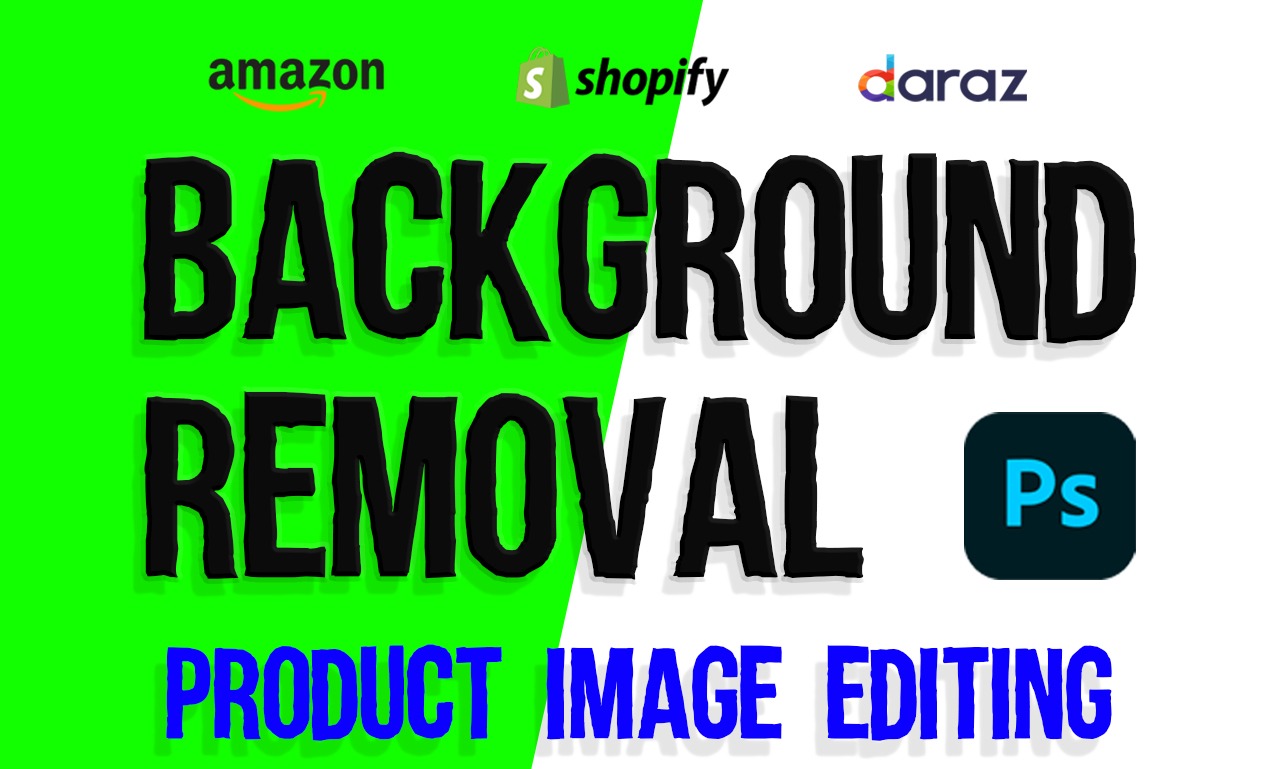 amazon shopify daraz
BACKGROUND
REMOVAL
Ps
PRODUCT IMAGE EDITING